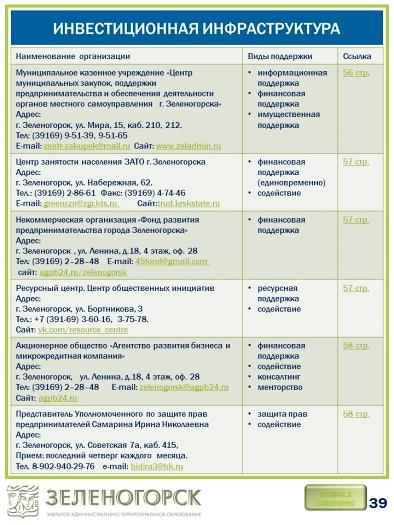 ИНВЕСТИЦИОННАЯ ИНФРАСТРУКТУРА
Наименование организации
Виды поддержки
Ссылка
Муниципальное казенное учреждение «Центр
муниципальных закупок, поддержки
предпринимательства и обеспечения деятельности
органов местного самоуправления г. Зеленогорска»
Адрес:
г. Зеленогорск, ул. Мира, 15, каб. 210, 212.
Тел: (39169) 9-51-39, 9-51-65
E-mail: centr-zakupok@mail.ru Сайт: www.zeladmin.ru
• информационная
поддержка
• финансовая
поддержка
• имущественная
поддержка
56 стр.
Центр занятости населения ЗАТО г. Зеленогорска
Адрес:
г. Зеленогорск, ул. Набережная, 62.
Тел.: (39169) 2-86-61 Факс: (39169) 4-74-46
E-mail: greenczn@zgr.kts.ru Сайт:trud.krskstate.ru
• финансовая
поддержка
(единовременно)
• содействие
57 стр.
Некоммерческая организация «Фонд развития
предпринимательства города Зеленогорска»
Адрес:
г. Зеленогорск , ул. Ленина, д.18, 4 этаж, оф. 28
Тел: (39169) 2–28–48 E-mail: 45fond@gmail.com
сайт: agpb24.ru/zelenogorsk
• финансовая
поддержка
57 стр.
Ресурсный центр. Центр общественных инициатив
Адрес:
г. Зеленогорск, ул. Бортникова, 3
Тел.: +7 (391-69) 3-60-16, 3-75-78.
Сайт: vk.com/resource_centre
• ресурсная
поддержка
• содействие
57 стр.
Акционерное общество «Агентство развития бизнеса и
микрокредитная компания»
Адрес:
г. Зеленогорск, ул. Ленина, д.18, 4 этаж, оф. 28
Тел: (39169) 2–28–48 E-mail: zelenogorsk@agpb24.ru
Сайт: agpb24.ru
• финансовая
поддержка
• содействие
• консалтинг
• менторство
58 стр.
Представитель Уполномоченного по защите прав
предпринимателей Самарина Ирина Николаевна
Адрес:
г. Зеленогорск, ул. Советская 7а, каб. 415,
Прием: последний четверг каждого месяца.
Тел. 8-902-940-29-76 e-mail: bidira3@bk.ru
• защита прав
• содействие
58 стр.
ЗЕЛЕНОГОРСК
ЗАКРЫТОЕ АДМИНИСТРАТИВНО-ТЕРРИТОРИАЛЬНОЕ ОБРАЗОВАНИЕ
39